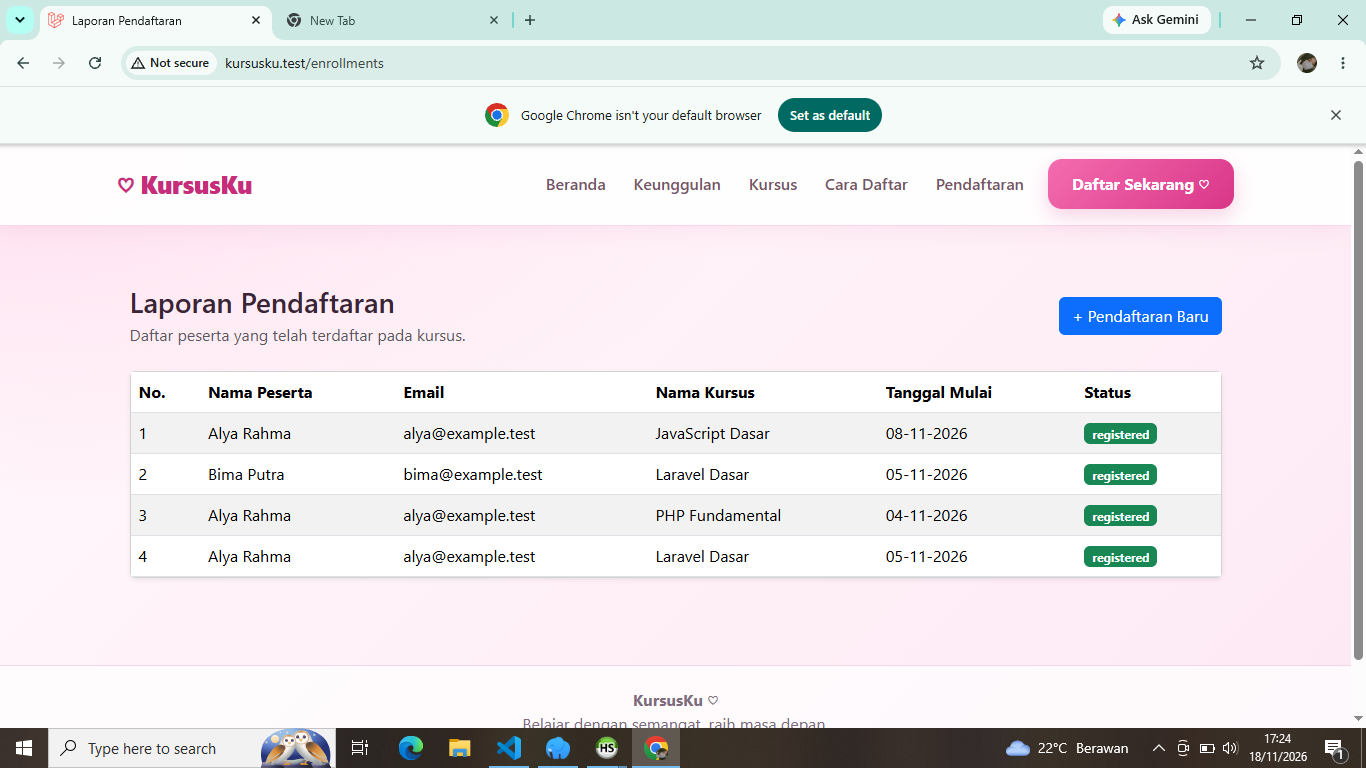 Laporan Pendaftaran
New Tab
Ask Gemini
Not secure
kursusku.test/enrollments
Google Chrome isn't your default browser
Set as default
KursusKu
Beranda
Keunggulan
Kursus
Cara Daftar
Pendaftaran
Daftar Sekarang ♡
Laporan Pendaftaran
Daftar peserta yang telah terdaftar pada kursus.
+ Pendaftaran Baru
No. Nama Peserta Email Nama Kursus Tanggal Mulai Status
1 Alya Rahma alya@example.test JavaScript Dasar 08-11-2026 registered
2 Bima Putra bima@example.test Laravel Dasar 05-11-2026 registered
3 Alya Rahma alya@example.test PHP Fundamental 04-11-2026 registered
4 Alya Rahma alya@example.test Laravel Dasar 05-11-2026 registered
KursusKu ♡
Belajar dengan semangat, raih masa depan
Type here to search
HS
22°C Berawan
17:24
18/11/2026
1